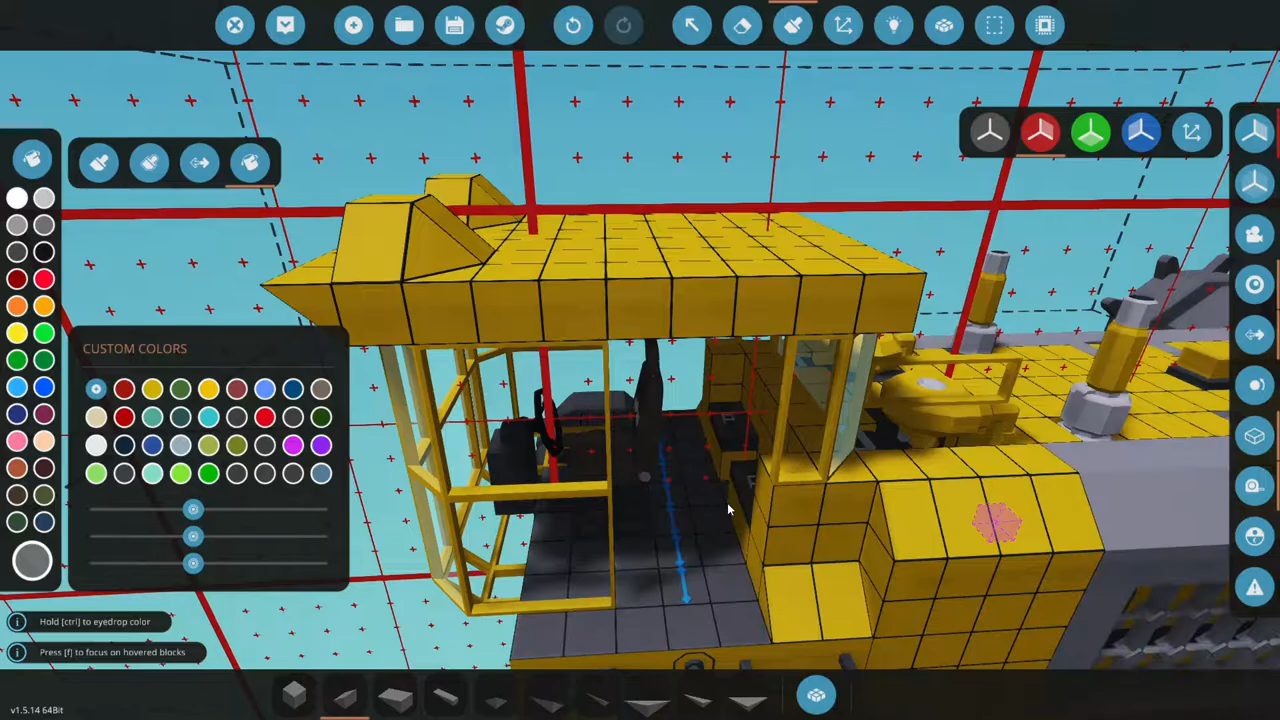 CUSTOM COLORS
Hold [ctrl] to eyedrop color
Press [f] to focus on hovered blocks
v1.5.14 64Bit